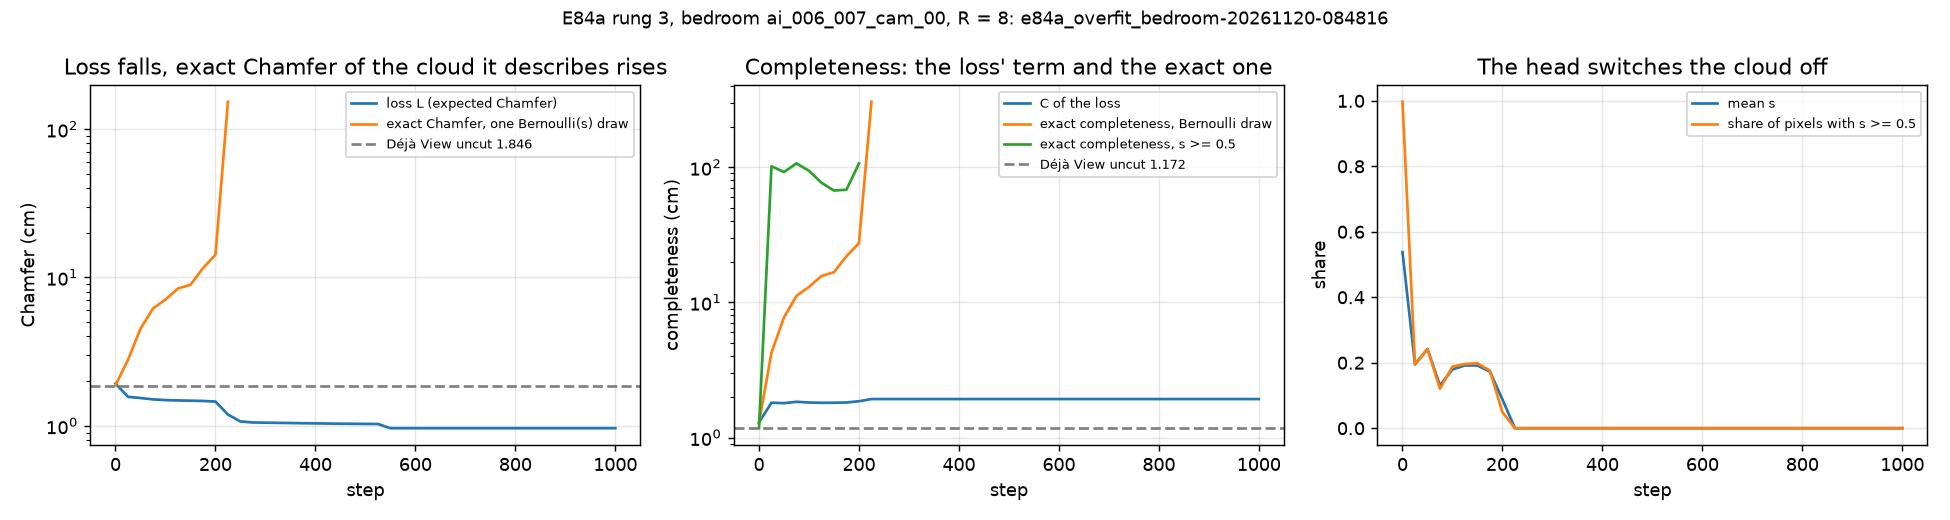 E84a rung 3, bedroom ai_006_007_cam_00, R = 8: e84a_overfit_bedroom-20261120-084816
Loss falls, exact Chamfer of the cloud it describes rises
loss L (expected Chamfer)
exact Chamfer, one Bernoulli(s) draw
Déjà View uncut 1.846
10²
10¹
10⁰
Chamfer (cm)
0 200 400 600 800 1000
step
Completeness: the loss' term and the exact one
C of the loss
exact completeness, Bernoulli draw
exact completeness, s >= 0.5
Déjà View uncut 1.172
10²
10¹
10⁰
completeness (cm)
0 200 400 600 800 1000
step
The head switches the cloud off
mean s
share of pixels with s >= 0.5
1.0
0.8
0.6
0.4
0.2
0.0
share
0 200 400 600 800 1000
step